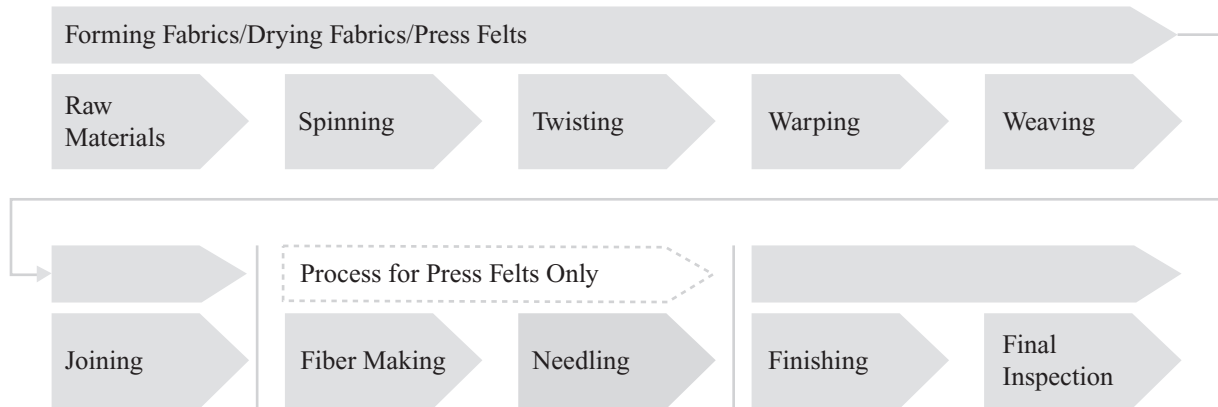 Forming Fabrics/Drying Fabrics/Press Felts
Raw
Materials
Spinning
Twisting
Warping
Weaving
Process for Press Felts Only
Joining
Fiber Making
Needling
Finishing
Final
Inspection